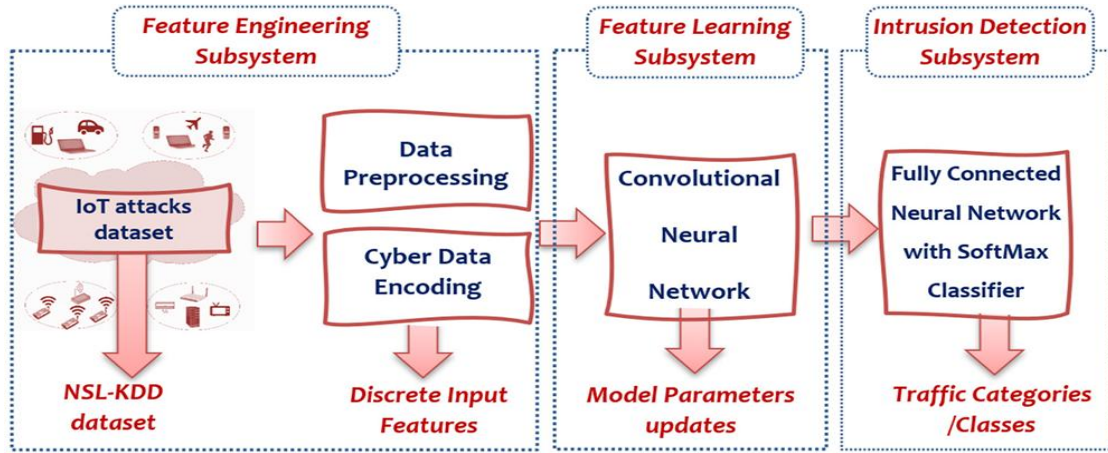 Feature Engineering
Subsystem
Feature Learning
Subsystem
Intrusion Detection
Subsystem
IoT attacks
dataset
Data
Preprocessing
Cyber Data
Encoding
Convolutional
Neural
Network
Fully Connected
Neural Network
with SoftMax
Classifier
NSL-KDD
dataset
Discrete Input
Features
Model Parameters
updates
Traffic Categories
/Classes